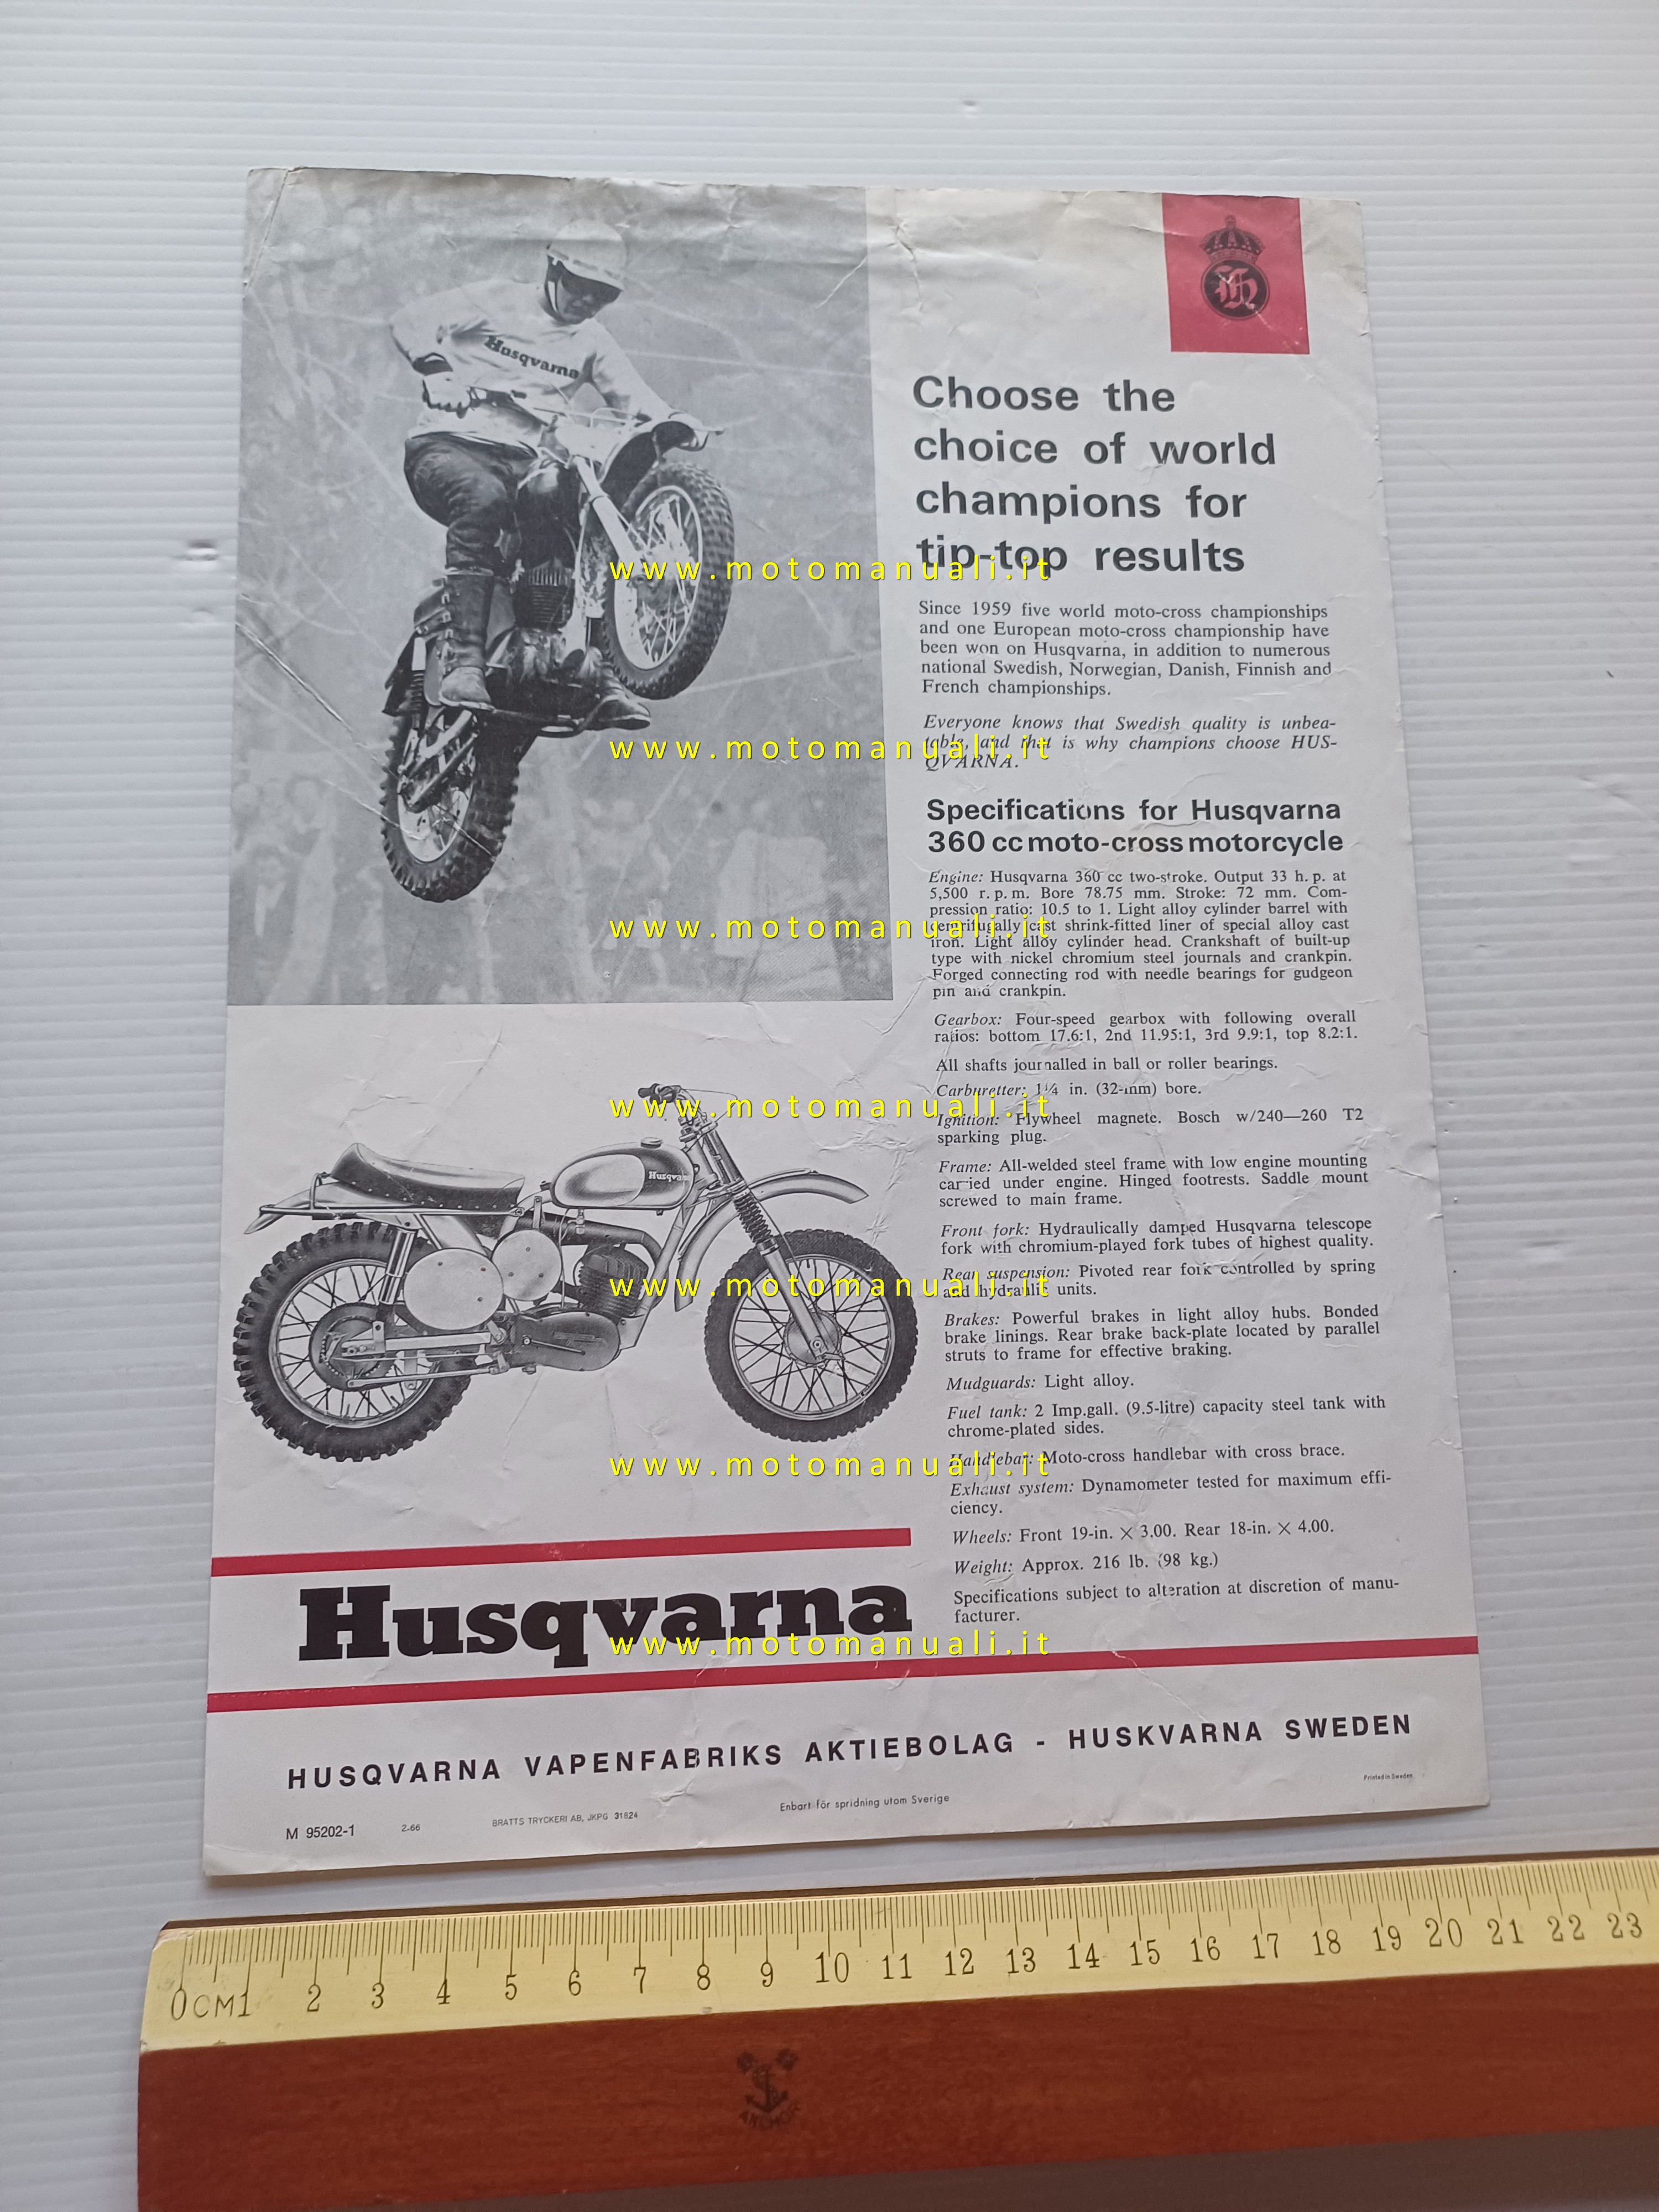 Husqvarna
Choose the
choice of world
champions for
tip-top results
Since 1959 five world moto-cross championships
and one European moto-cross championship have
been won on Husqvarna, in addition to numerous
national Swedish, Norwegian, Danish, Finnish and
French championships.
Everyone knows that Swedish quality is unbea-
table, and that is why champions choose HUS-
QVARNA.
Specifications for Husqvarna
360 cc moto-cross motorcycle
Engine: Husqvarna 360 cc two-stroke. Output 33 h. p. at
5,500 r. p. m. Bore 78.75 mm. Stroke: 72 mm. Com-
pression ratio: 10.5 to 1. Light alloy cylinder barrel with
centrifugally cast shrink-fitted liner of special alloy cast
iron. Light alloy cylinder head. Crankshaft of built-up
type with nickel chromium steel journals and crankpin.
Forged connecting rod with needle bearings for gudgeon
pin and crankpin.
Gearbox: Four-speed gearbox with following overall
ratios: bottom 17.6:1, 2nd 11.95:1, 3rd 9.9:1, top 8.2:1.
All shafts journalled in ball or roller bearings.
Carburetter: 1¼ in. (32-mm) bore.
Ignition: Flywheel magnete. Bosch w/240—260 T2
sparking plug.
Frame: All-welded steel frame with low engine mounting
carried under engine. Hinged footrests. Saddle mount
screwed to main frame.
Front fork: Hydraulically damped Husqvarna telescope
fork with chromium-played fork tubes of highest quality.
Rear suspension: Pivoted rear fork controlled by spring
and hydraulic units.
Brakes: Powerful brakes in light alloy hubs. Bonded
brake linings. Rear brake back-plate located by parallel
struts to frame for effective braking.
Mudguards: Light alloy.
Fuel tank: 2 Imp.gall. (9.5-litre) capacity steel tank with
chrome-plated sides.
Handlebar: Moto-cross handlebar with cross brace.
Exhaust system: Dynamometer tested for maximum effi-
ciency.
Wheels: Front 19-in. × 3.00. Rear 18-in. × 4.00.
Weight: Approx. 216 lb. (98 kg.)
Specifications subject to alteration at discretion of manu-
facturer.
Husqvarna
Husqvarna
HUSQVARNA VAPENFABRIKS AKTIEBOLAG - HUSKVARNA SWEDEN
Printed in Sweden
M 95202-1 2-66 BRATTS TRYCKERI AB, JKPG 31824 Enbart för spridning utom Sverige
www.motomanuali.it
www.motomanuali.it
www.motomanuali.it
www.motomanuali.it
www.motomanuali.it
www.motomanuali.it
www.motomanuali.it
0CM1 2 3 4 5 6 7 8 9 10 11 12 13 14 15 16 17 18 19 20 21 22 23
ANCHOR